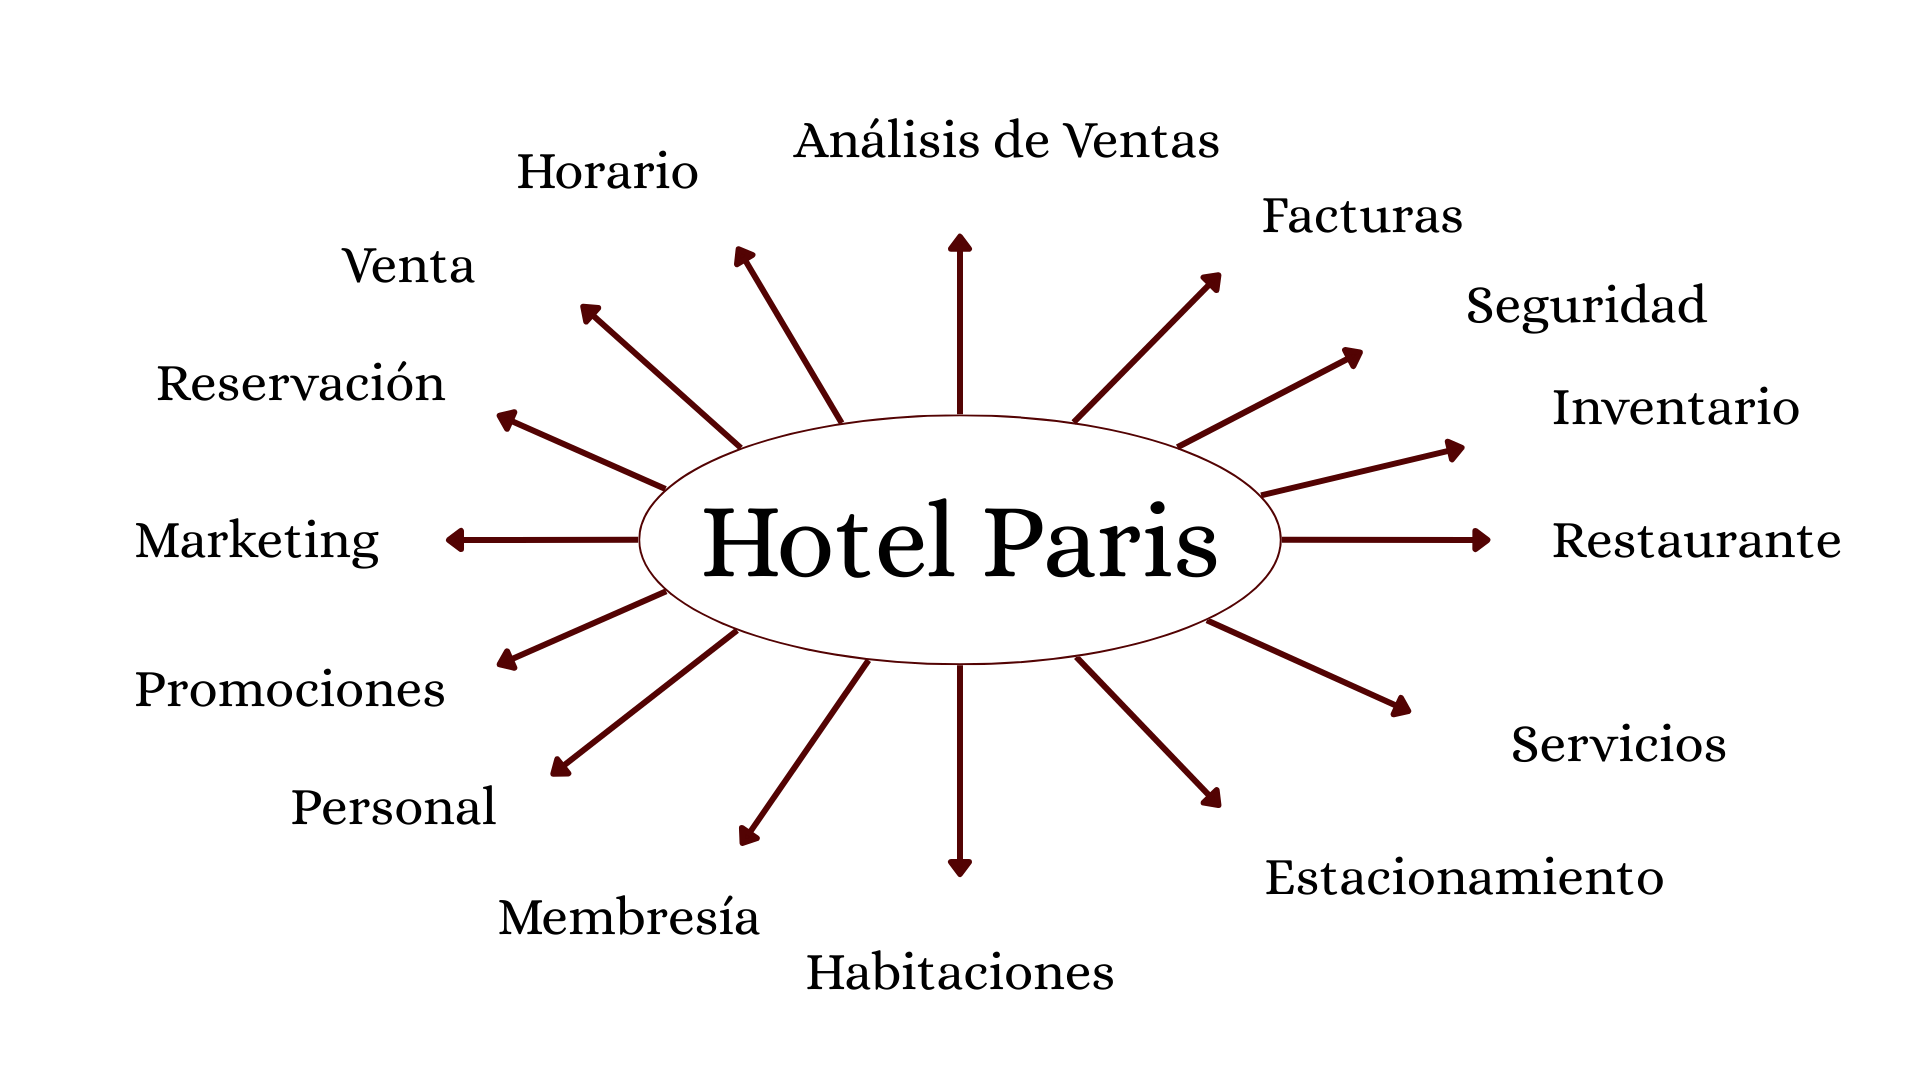 Análisis de Ventas
Horario
Facturas
Venta
Seguridad
Reservación
Inventario
Hotel Paris
Marketing
Restaurante
Promociones
Servicios
Personal
Estacionamiento
Membresía
Habitaciones